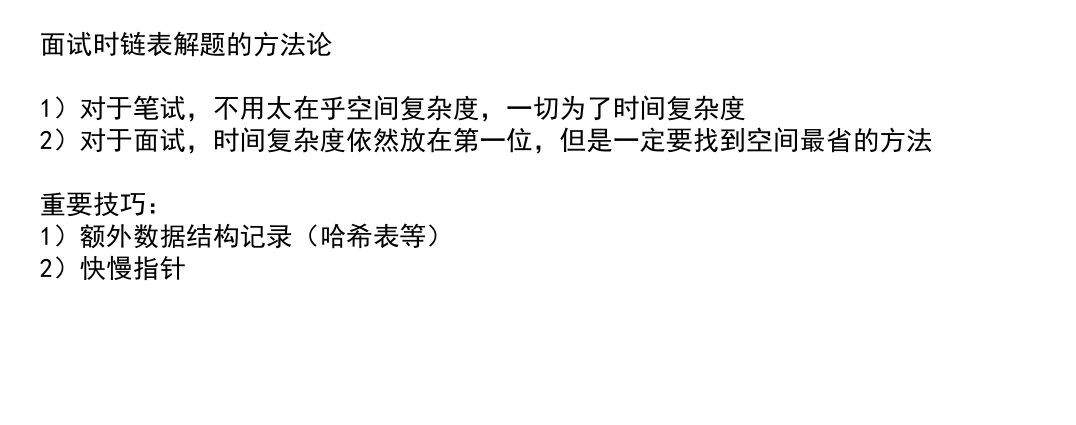 面试时链表解题的方法论
1）对于笔试，不用太在乎空间复杂度，一切为了时间复杂度
2）对于面试，时间复杂度依然放在第一位，但是一定要找到空间最省的方法
重要技巧：
1）额外数据结构记录（哈希表等）
2）快慢指针